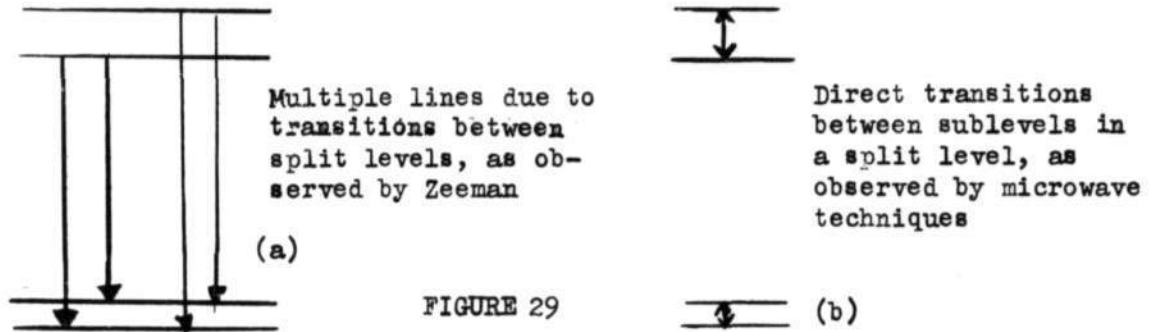 Multiple lines due to
transitions between
split levels, as ob-
served by Zeeman
(a)
FIGURE 29
Direct transitions
between sublevels in
a split level, as
observed by microwave
techniques
(b)